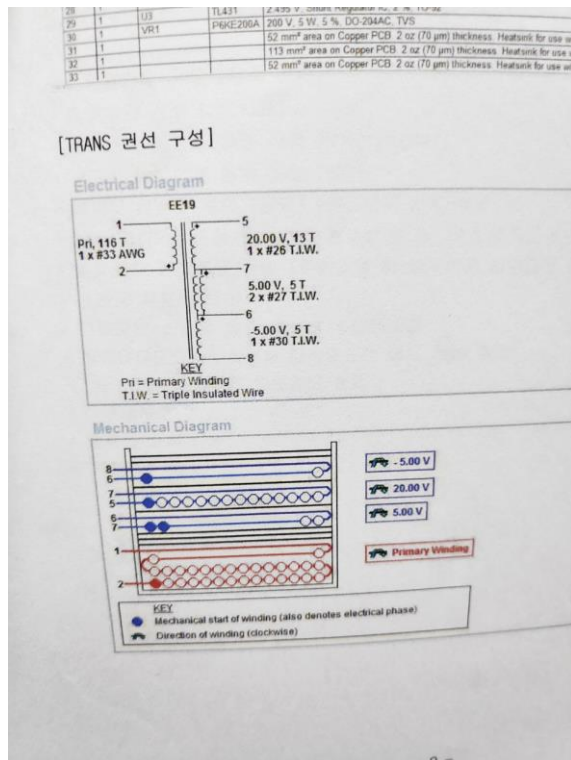 29 1 U3 TL431 2.495 V, Shunt Regulator IC, 2 %, TO-92
30 1 VR1 P6KE200A 200 V, 5 W, 5 %, DO-204AC, TVS
31 1 52 mm² area on Copper PCB. 2 oz (70 µm) thickness. Heatsink for use
32 1 113 mm² area on Copper PCB. 2 oz (70 µm) thickness. Heatsink for use
33 1 52 mm² area on Copper PCB. 2 oz (70 µm) thickness. Heatsink for use
[TRANS 권선 구성]
Electrical Diagram
EE19
1
Pri, 116 T
1 x #33 AWG
2
5
20.00 V, 13 T
1 x #26 T.I.W.
7
5.00 V, 5 T
2 x #27 T.I.W.
6
-5.00 V, 5 T
1 x #30 T.I.W.
8
KEY
Pri = Primary Winding
T.I.W. = Triple Insulated Wire
Mechanical Diagram
8
6
- 5.00 V
7
5
20.00 V
6
7
5.00 V
1
Primary Winding
2
KEY
Mechanical start of winding (also denotes electrical phase)
Direction of winding (clockwise)